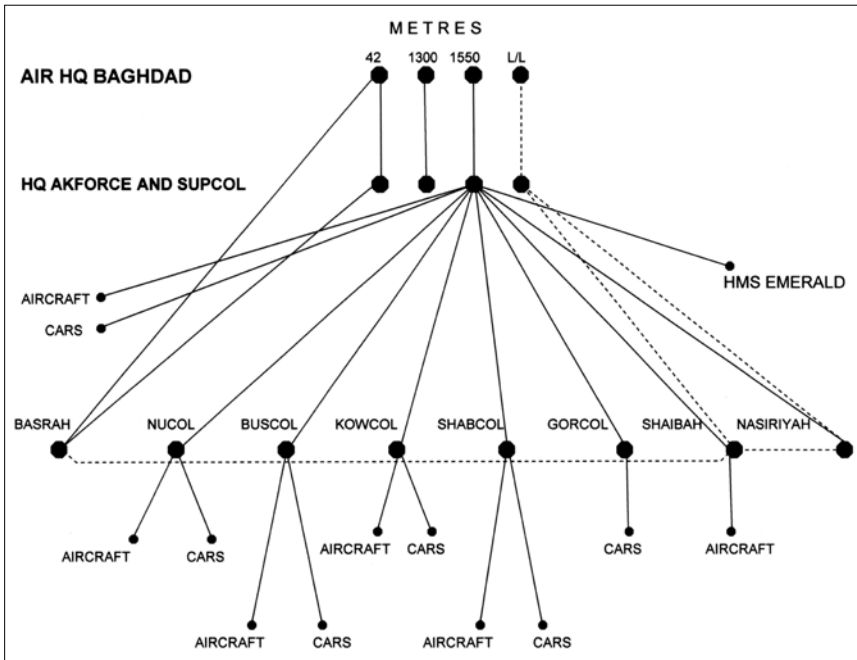 METRES
42 1300 1550 L/L
AIR HQ BAGHDAD
HQ AKFORCE AND SUPCOL
HMS EMERALD
AIRCRAFT
CARS
BASRAH NUCOL BUSCOL KOWCOL SHABCOL GORCOL SHAIBAH NASIRIYAH
AIRCRAFT CARS AIRCRAFT CARS CARS AIRCRAFT
AIRCRAFT CARS AIRCRAFT CARS